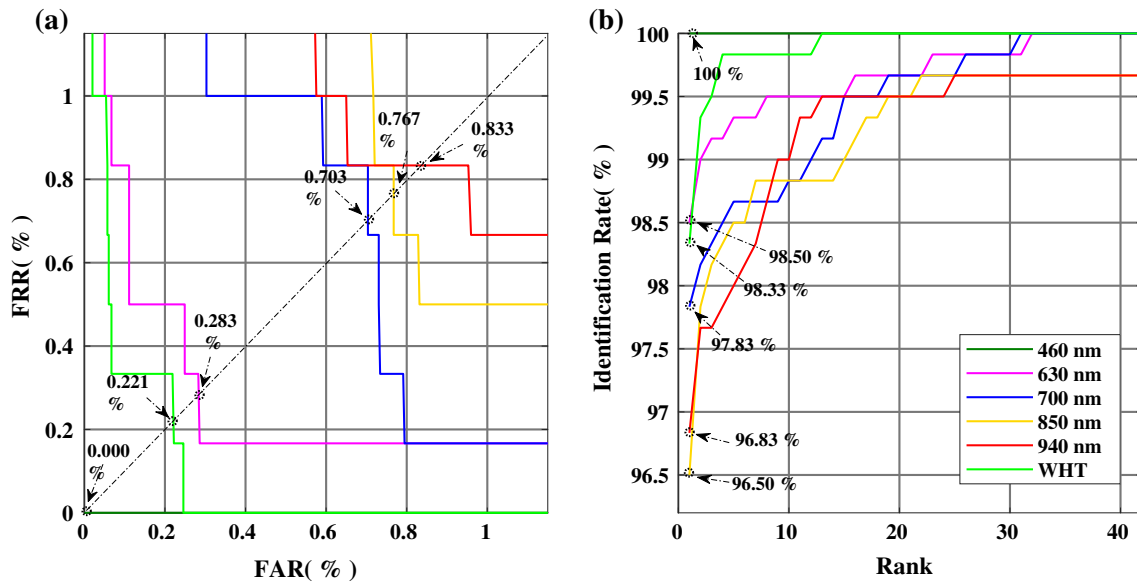 (a)
FRR( % )
1
0.8
0.6
0.4
0.2
0
0 0.2 0.4 0.6 0.8 1
FAR( % )
0.767
%
0.833
%
0.703
%
0.283
%
0.221
%
0.000
%
(b)
Identification Rate( % )
100
99.5
99
98.5
98
97.5
97
96.5
0 10 20 30 40
Rank
100 %
98.50 %
98.33 %
97.83 %
96.83 %
96.50 %
460 nm
630 nm
700 nm
850 nm
940 nm
WHT